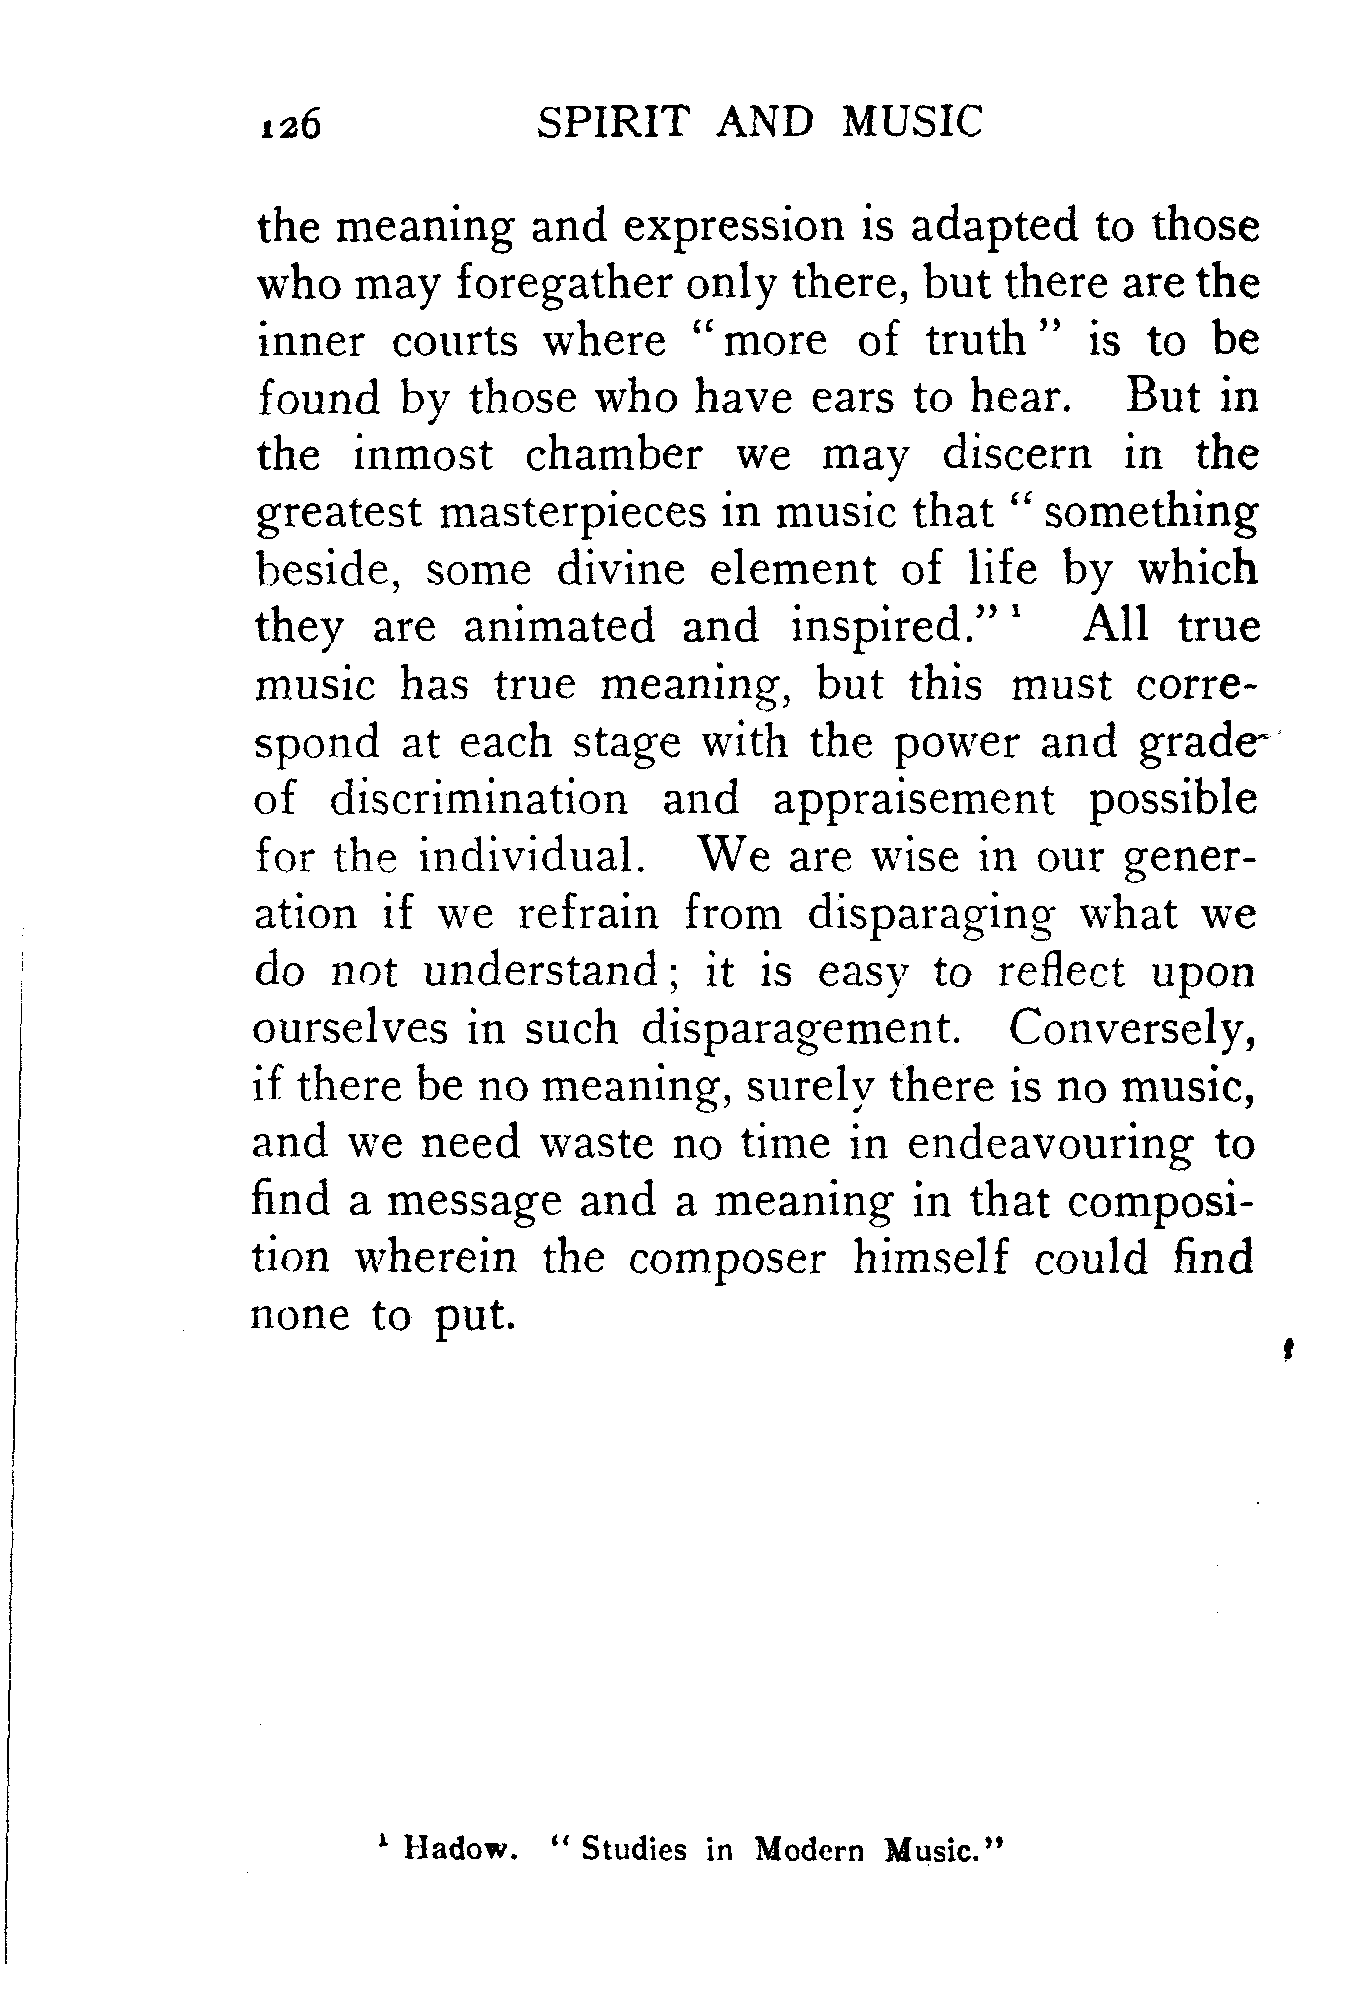 126 SPIRIT AND MUSIC
the meaning and expression is adapted to those
who may foregather only there, but there are the
inner courts where “more of truth” is to be
found by those who have ears to hear. But in
the inmost chamber we may discern in the
greatest masterpieces in music that “something
beside, some divine element of life by which
they are animated and inspired.”¹ All true
music has true meaning, but this must corre-
spond at each stage with the power and grade
of discrimination and appraisement possible
for the individual. We are wise in our gener-
ation if we refrain from disparaging what we
do not understand; it is easy to reflect upon
ourselves in such disparagement. Conversely,
if there be no meaning, surely there is no music,
and we need waste no time in endeavouring to
find a message and a meaning in that composi-
tion wherein the composer himself could find
none to put.
¹ Hadow. “Studies in Modern Music.”